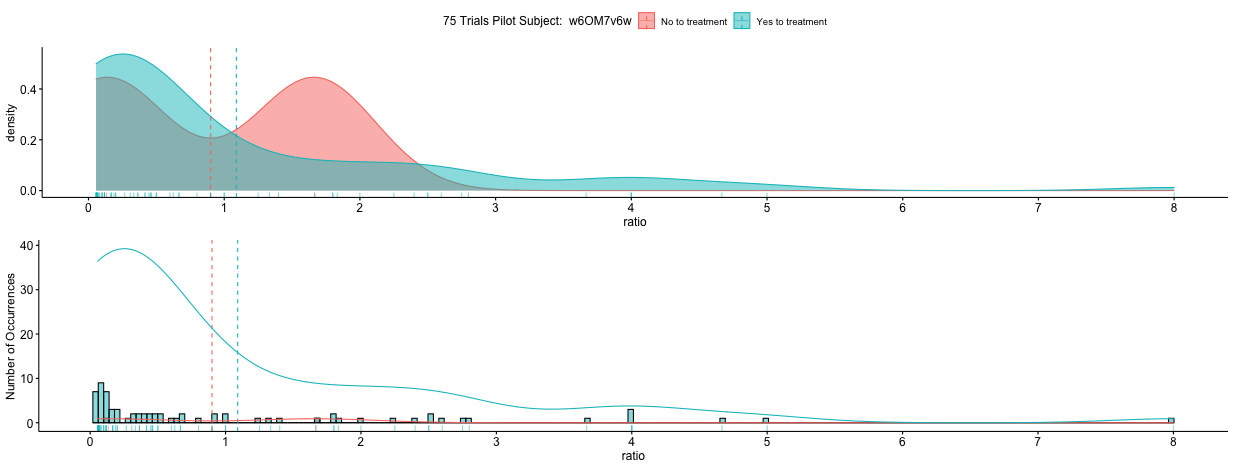 75 Trials Pilot Subject: w6OM7v6w No to treatment Yes to treatment
density
0.4
0.2
0.0
0 1 2 3 4 5 6 7 8
ratio
Number of Occurrences
40
30
20
10
0
0 1 2 3 4 5 6 7 8
ratio